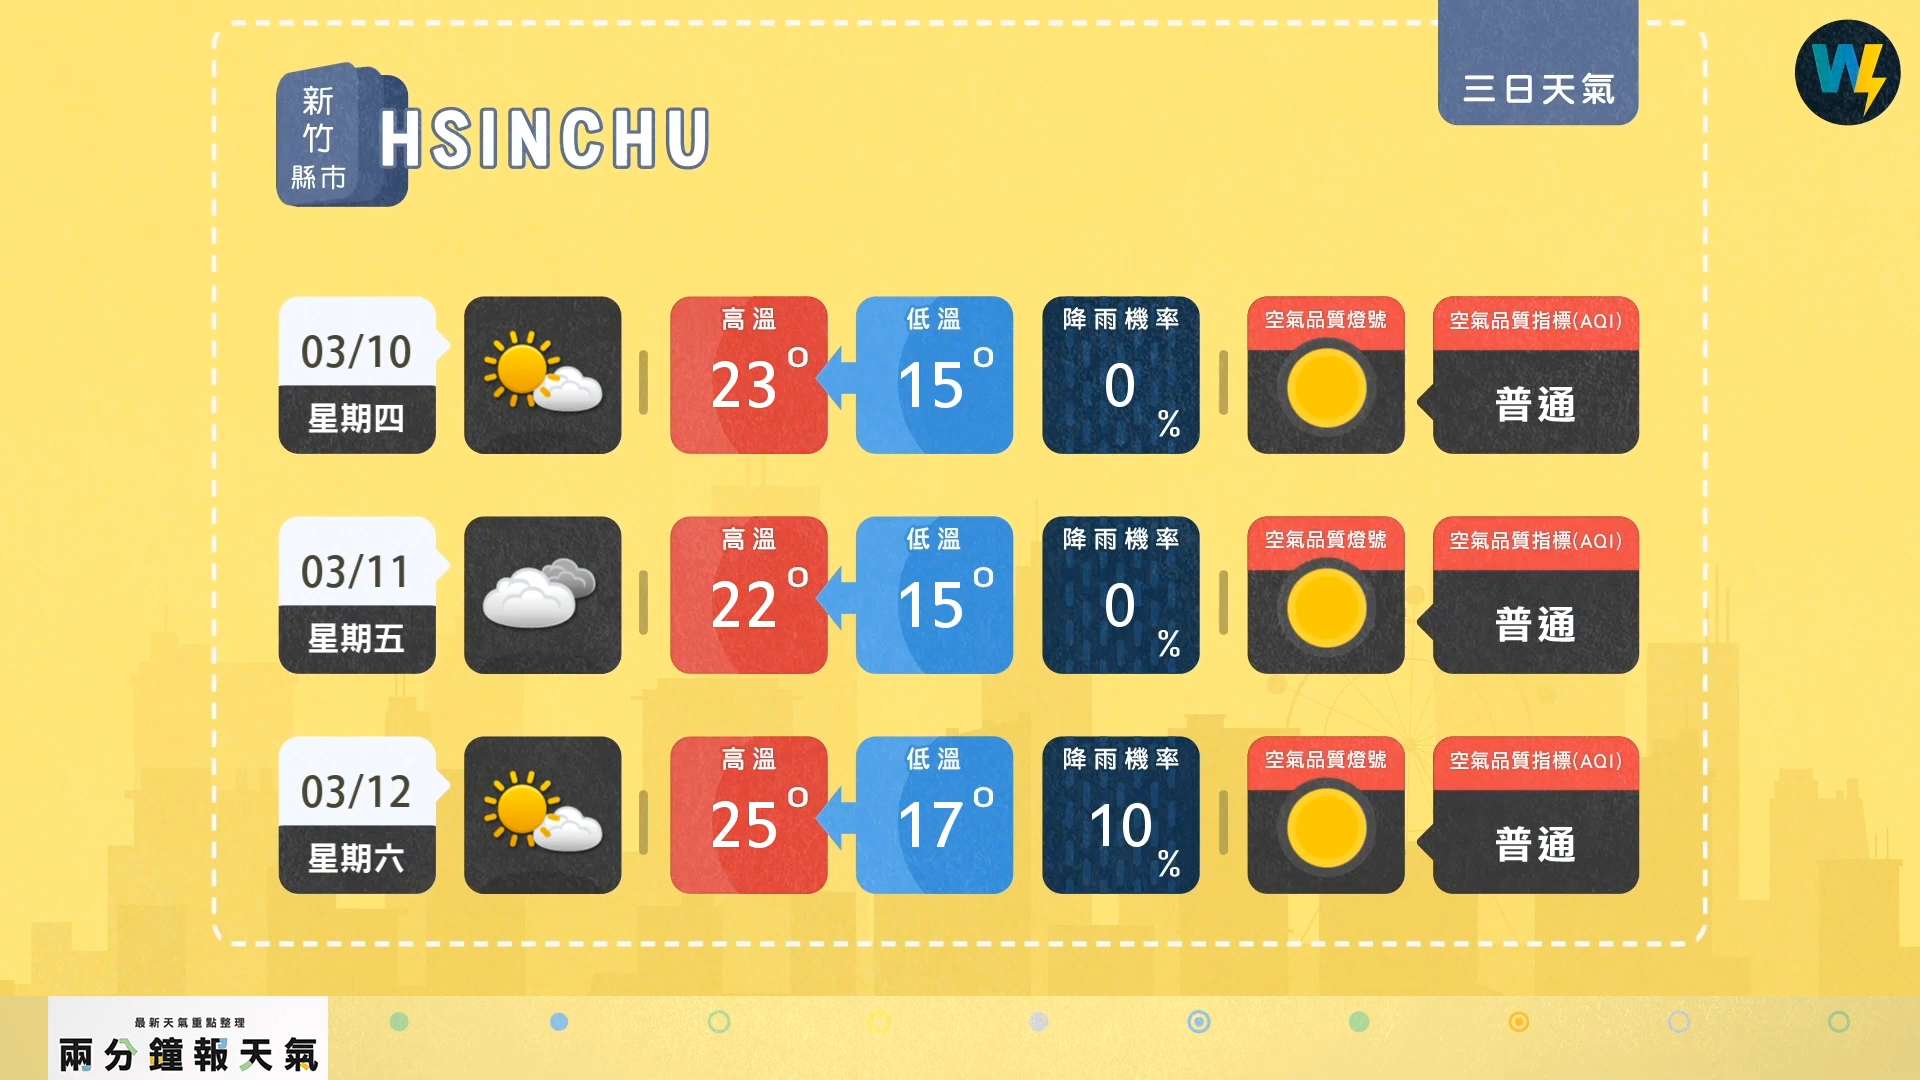 新
竹
縣市
HSINCHU
三日天氣
W
03/10
星期四
高溫
23°
低溫
15°
降雨機率
0
%
空氣品質燈號
空氣品質指標(AQI)
普通
03/11
星期五
高溫
22°
低溫
15°
降雨機率
0
%
空氣品質燈號
空氣品質指標(AQI)
普通
03/12
星期六
高溫
25°
低溫
17°
降雨機率
10
%
空氣品質燈號
空氣品質指標(AQI)
普通
最新天氣重點整理
兩分鐘報天氣